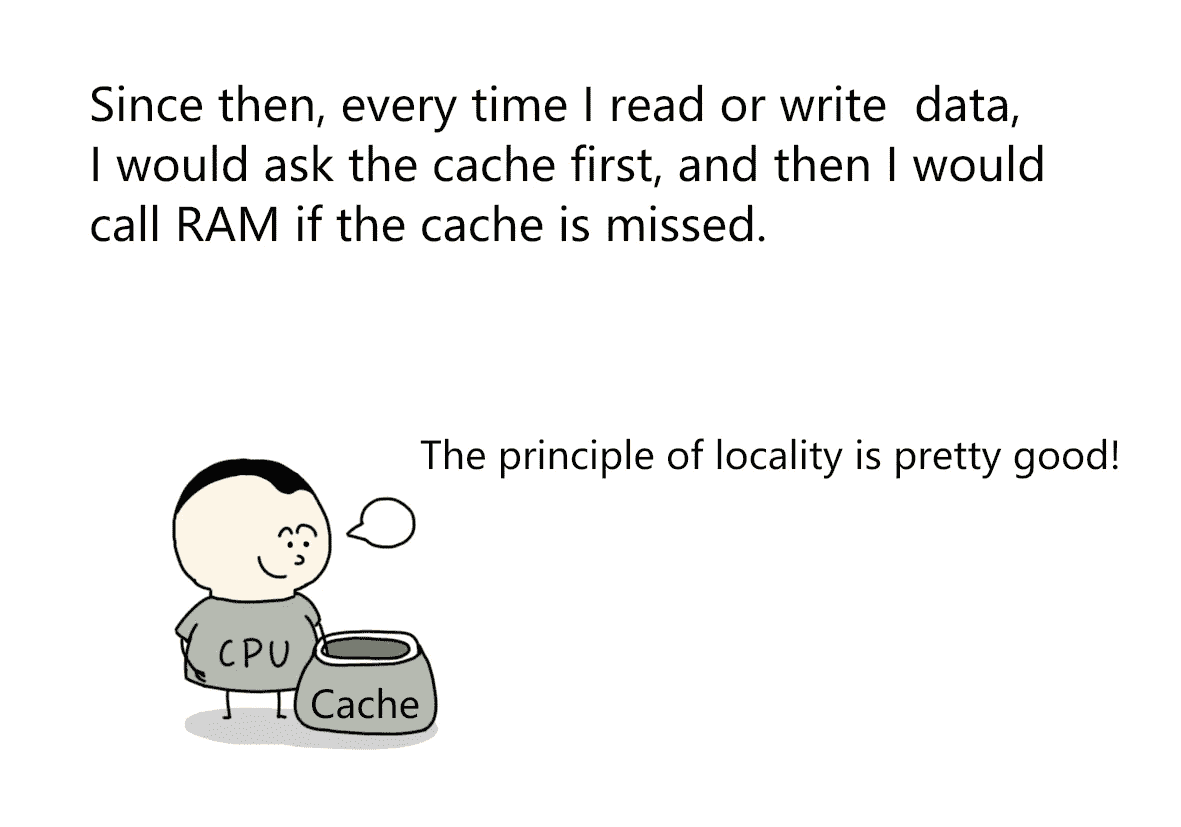 Since then, every time I read or write  data,
I would ask the cache first, and then I would
call RAM if the cache is missed.
The principle of locality is pretty good!
CPU
Cache